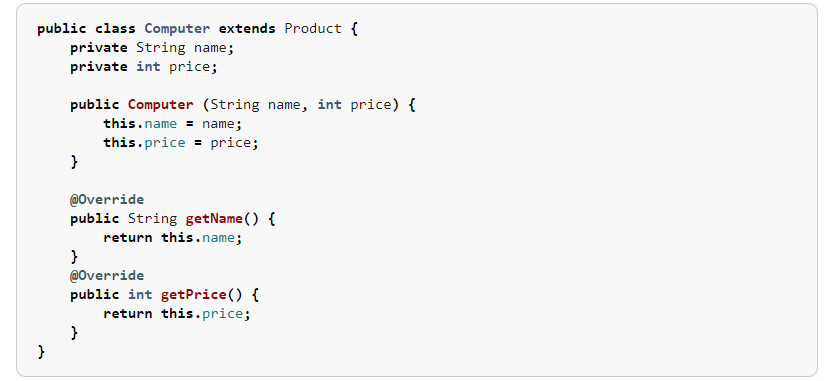 public class Computer extends Product {
    private String name;
    private int price;

    public Computer (String name, int price) {
        this.name = name;
        this.price = price;
    }

    @Override
    public String getName() {
        return this.name;
    }
    @Override
    public int getPrice() {
        return this.price;
    }
}